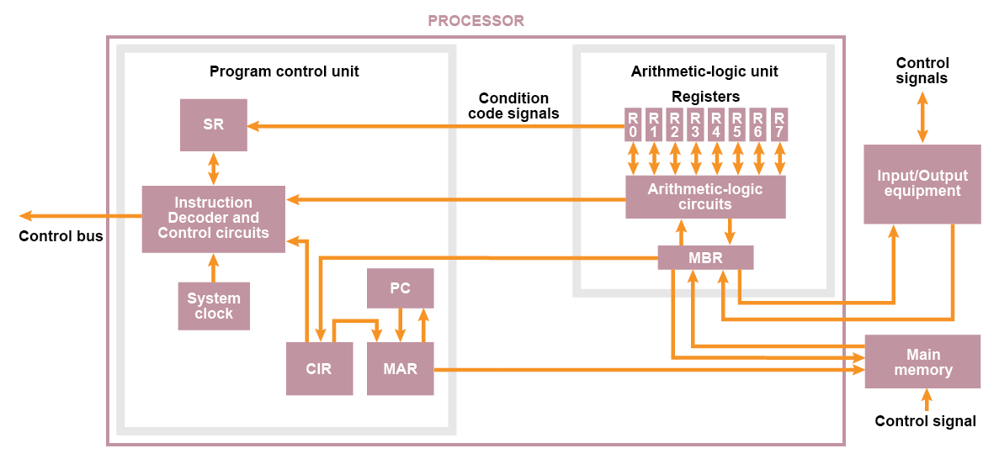 PROCESSOR
Program control unit
Arithmetic-logic unit
Control
signals
Condition
code signals
Registers
SR
R
0
R
1
R
2
R
3
R
4
R
5
R
6
R
7
Input/Output
equipment
Instruction
Decoder and
Control circuits
Arithmetic-logic
circuits
Control bus
MBR
System
clock
PC
CIR
MAR
Main
memory
Control signal